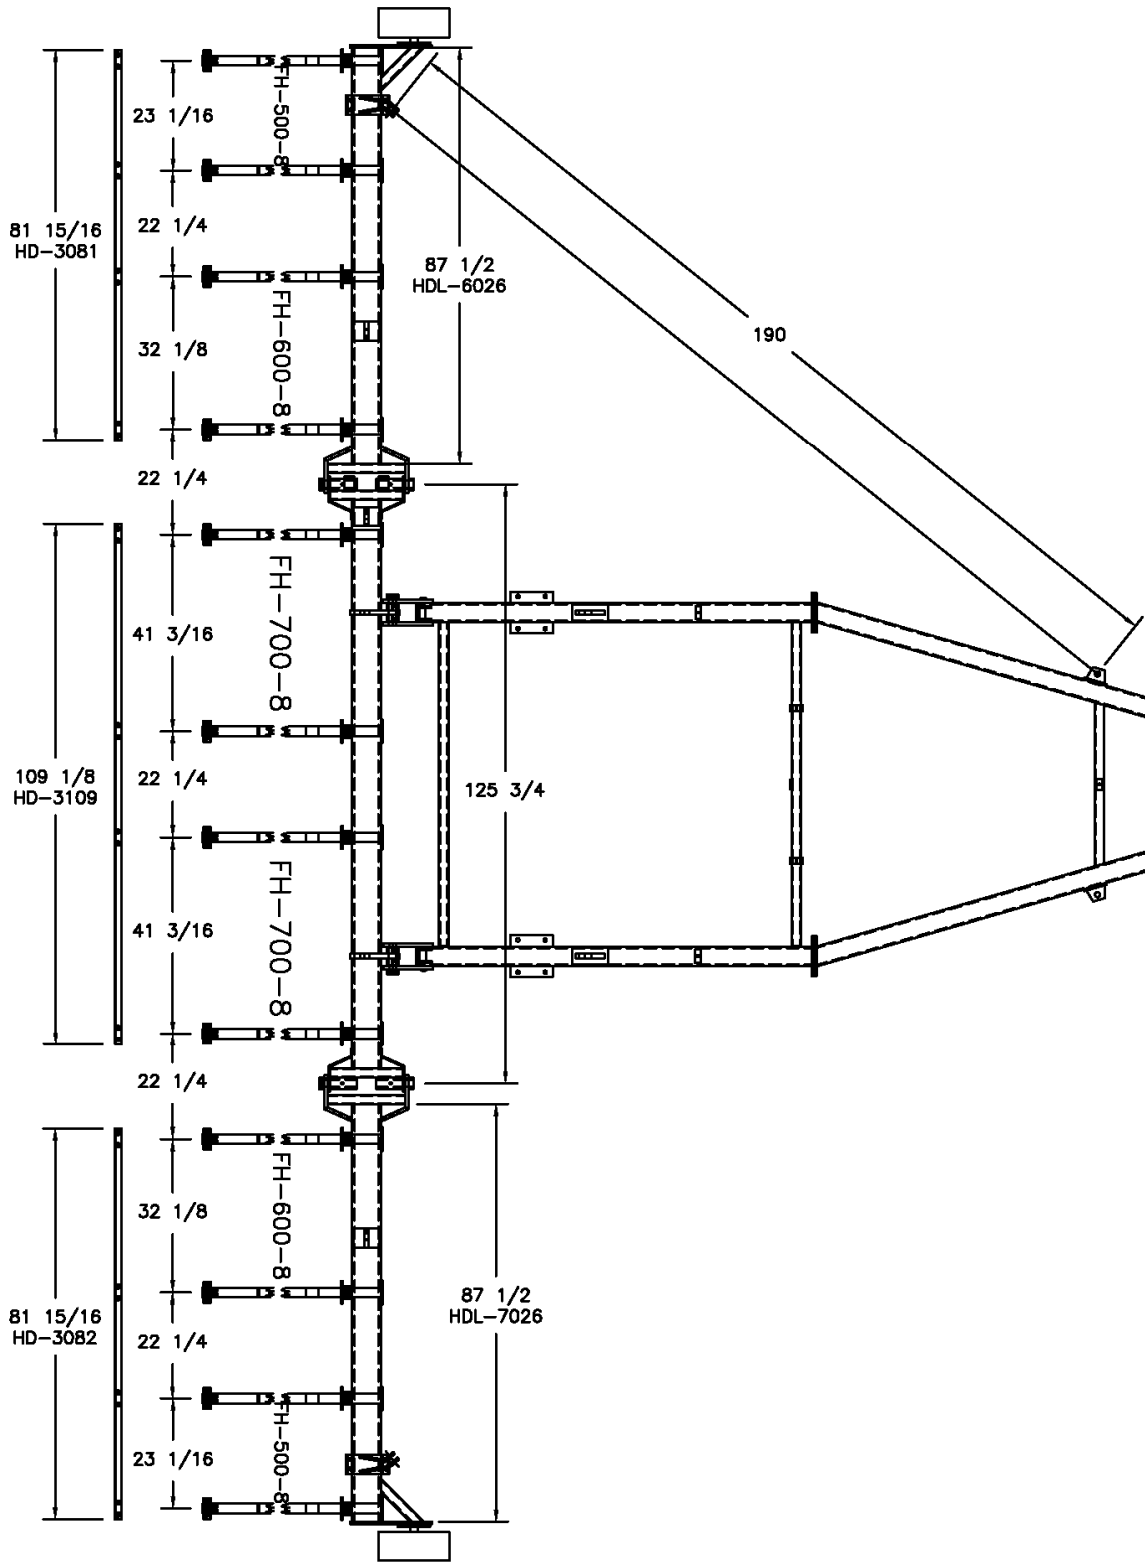 23 1/16
FH-500-8
22 1/4
81 15/16
HD-3081
87 1/2
HDL-6026
190
32 1/8
FH-600-8
22 1/4
41 3/16
FH-700-8
109 1/8
HD-3109
22 1/4
125 3/4
41 3/16
FH-700-8
22 1/4
32 1/8
FH-600-8
87 1/2
HDL-7026
81 15/16
HD-3082
22 1/4
23 1/16
FH-500-8